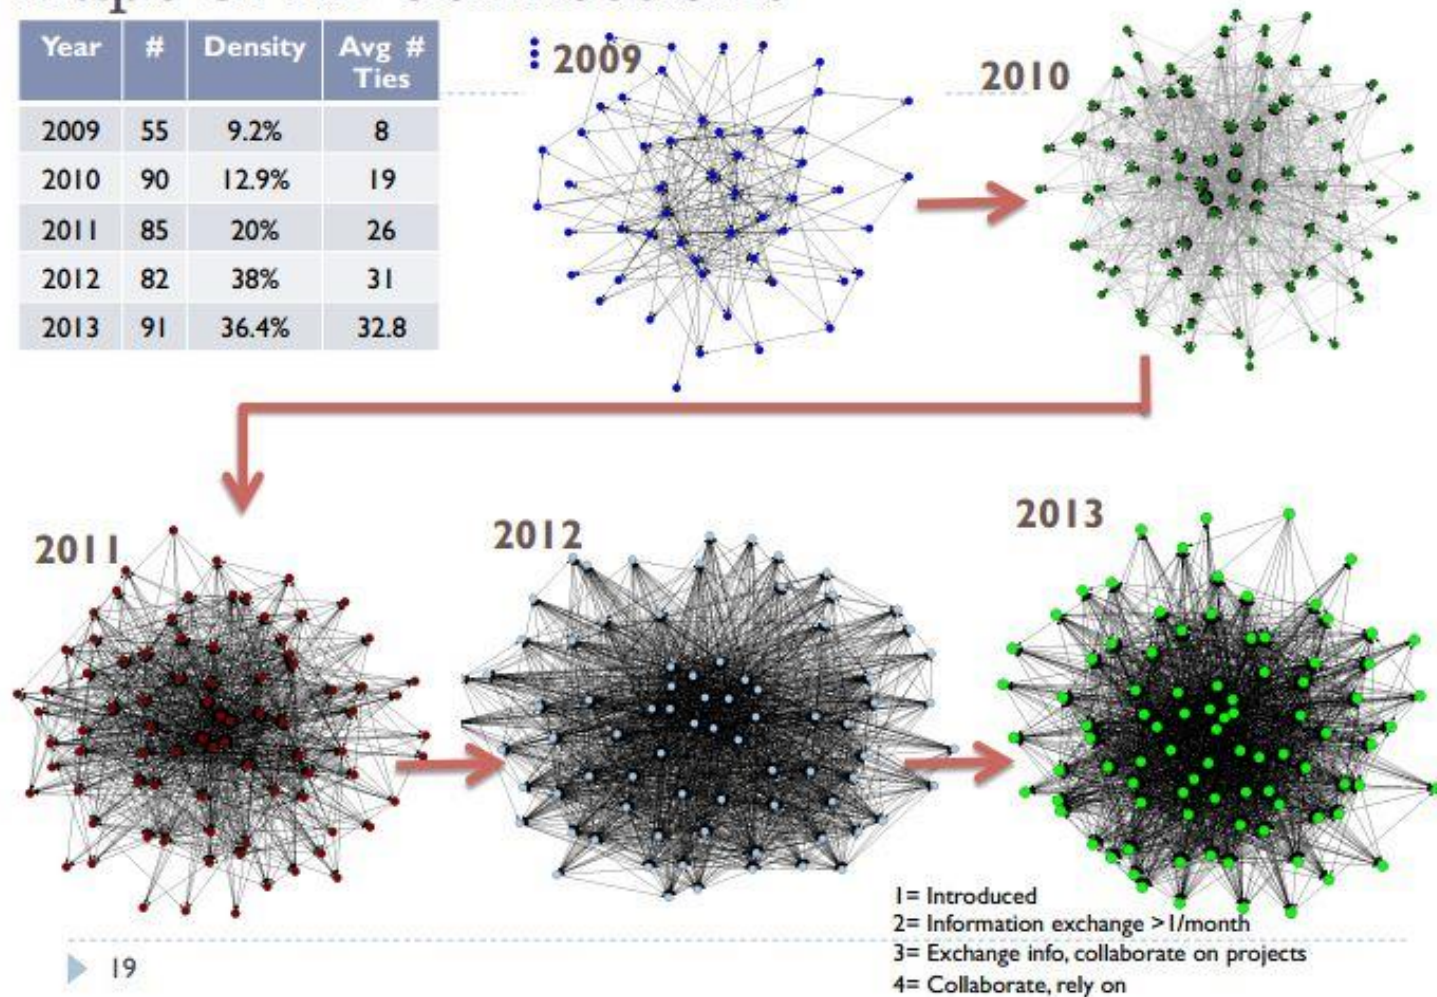 Year # Density Avg #
Ties
2009 55 9.2% 8
2010 90 12.9% 19
2011 85 20% 26
2012 82 38% 31
2013 91 36.4% 32.8
2009
2010
2011
2012
2013
1= Introduced
2= Information exchange >1/month
3= Exchange info, collaborate on projects
4= Collaborate, rely on
19